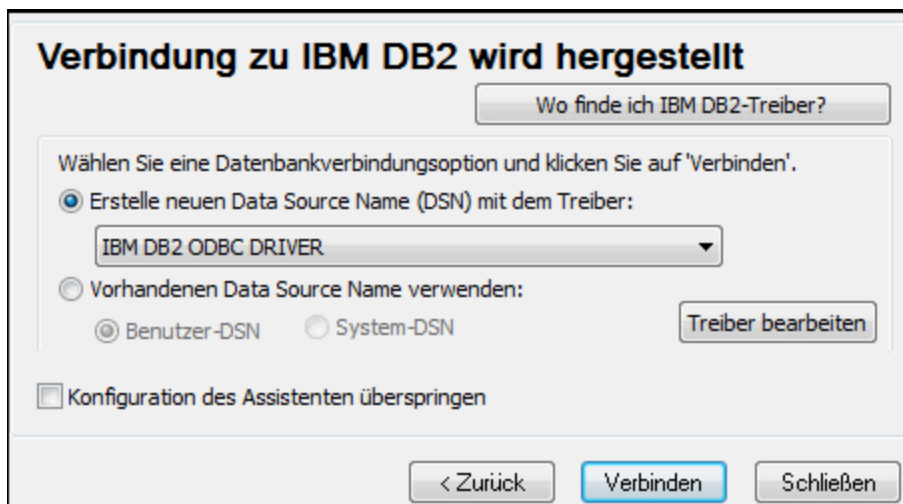 Verbindung zu IBM DB2 wird hergestellt
Wo finde ich IBM DB2-Treiber?
Wählen Sie eine Datenbankverbindungsoption und klicken Sie auf 'Verbinden'.
Erstelle neuen Data Source Name (DSN) mit dem Treiber:
IBM DB2 ODBC DRIVER
Vorhandenen Data Source Name verwenden:
Benutzer-DSN System-DSN Treiber bearbeiten
Konfiguration des Assistenten überspringen
< Zurück Verbinden Schließen